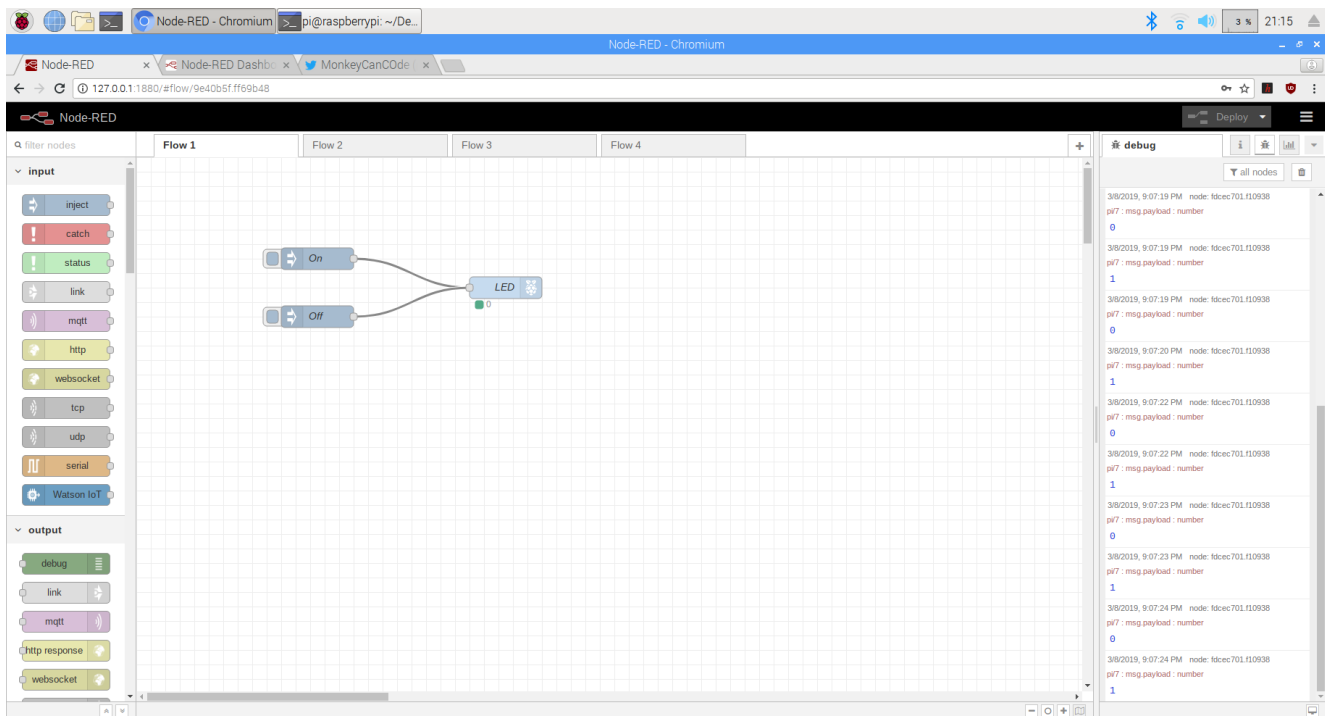 Node-RED - Chromium
pi@raspberrypi: ~/De...
3 %
21:15
Node-RED - Chromium
Node-RED
Node-RED Dashbo
MonkeyCanCOde (
127.0.0.1:1880/#flow/9e40b5f.ff69b48
Node-RED
Deploy
filter nodes
Flow 1
Flow 2
Flow 3
Flow 4
debug
all nodes
input
inject
catch
status
link
mqtt
http
websocket
tcp
udp
serial
Watson IoT
output
debug
link
mqtt
http response
websocket
On
Off
LED
0
3/8/2019, 9:07:19 PM node: fdcec701.f10938
pi/7 : msg.payload : number
0
3/8/2019, 9:07:19 PM node: fdcec701.f10938
pi/7 : msg.payload : number
1
3/8/2019, 9:07:19 PM node: fdcec701.f10938
pi/7 : msg.payload : number
0
3/8/2019, 9:07:20 PM node: fdcec701.f10938
pi/7 : msg.payload : number
1
3/8/2019, 9:07:22 PM node: fdcec701.f10938
pi/7 : msg.payload : number
0
3/8/2019, 9:07:22 PM node: fdcec701.f10938
pi/7 : msg.payload : number
1
3/8/2019, 9:07:23 PM node: fdcec701.f10938
pi/7 : msg.payload : number
0
3/8/2019, 9:07:23 PM node: fdcec701.f10938
pi/7 : msg.payload : number
1
3/8/2019, 9:07:24 PM node: fdcec701.f10938
pi/7 : msg.payload : number
0
3/8/2019, 9:07:24 PM node: fdcec701.f10938
pi/7 : msg.payload : number
1